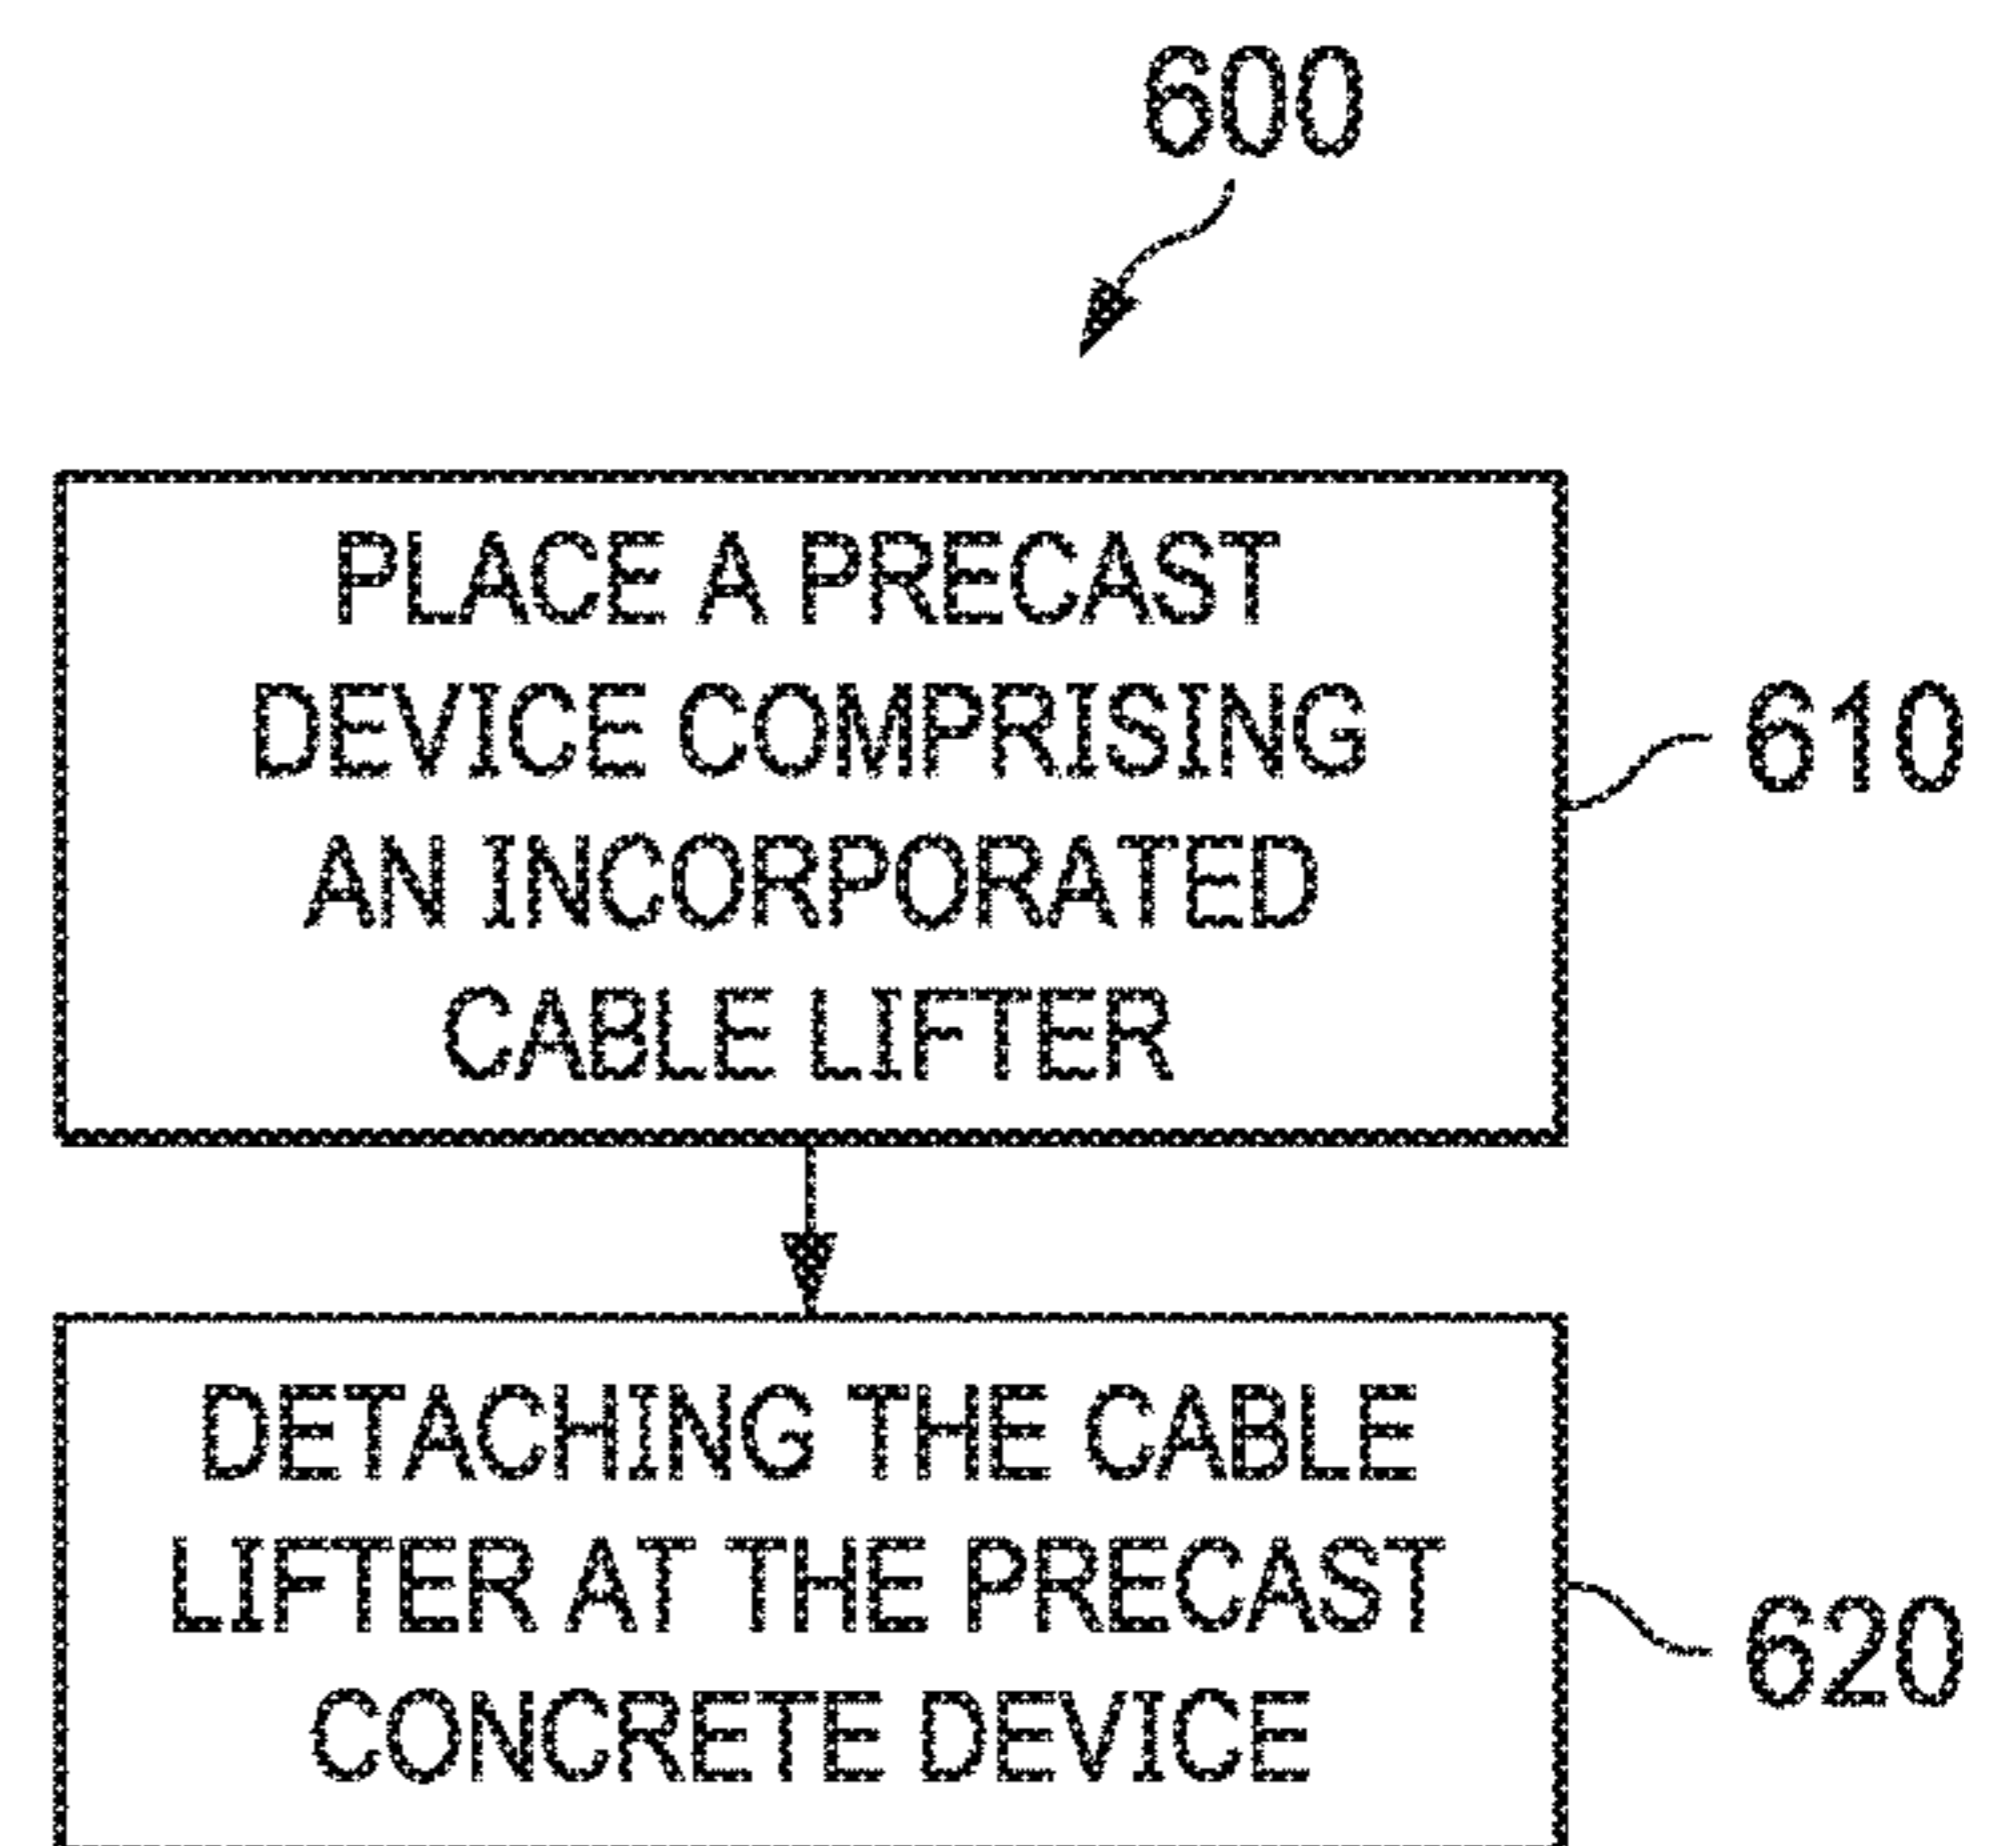 600
PLACE A PRECAST
DEVICE COMPRISING
AN INCORPORATED
CABLE LIFTER
610
DETACHING THE CABLE
LIFTER AT THE PRECAST
CONCRETE DEVICE
620